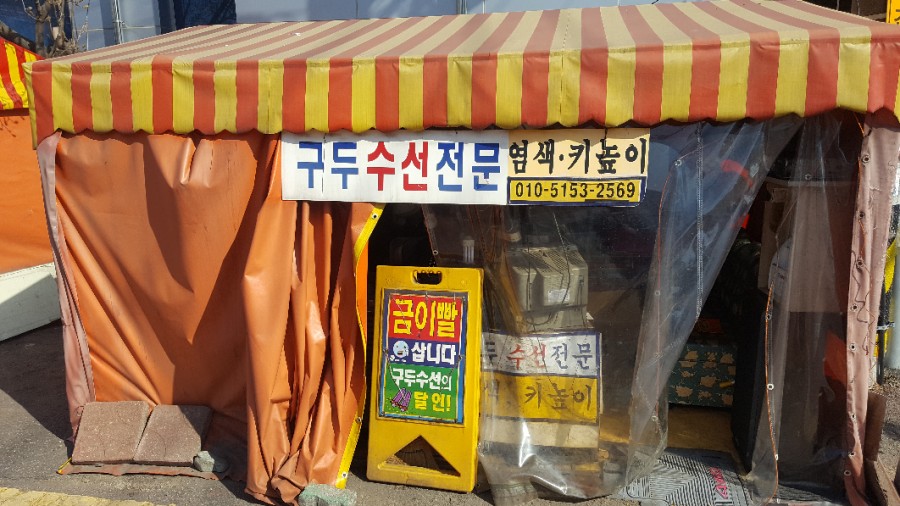 구두수선전문
염색·키높이
010-5153-2569
금이빨
삽니다
구두수선의
달인!
수선전문
키높이